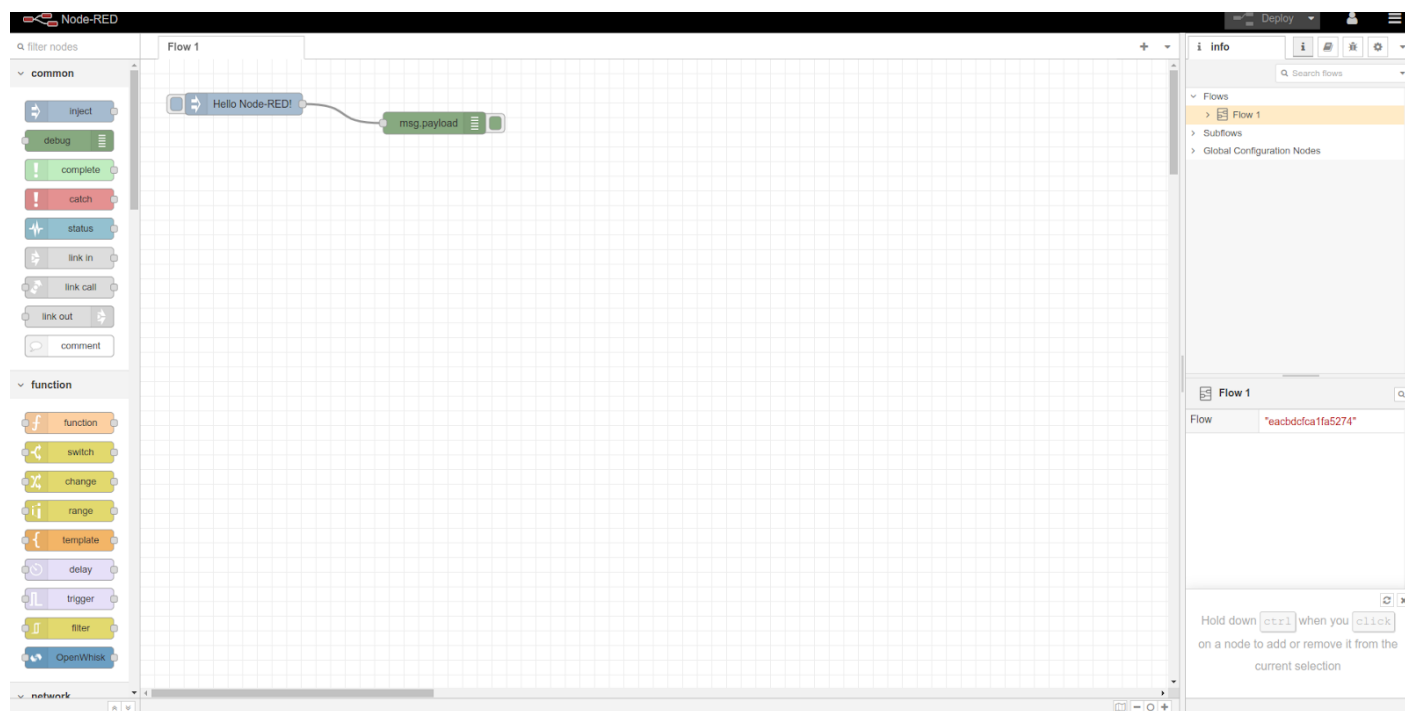 Node-RED
Deploy
filter nodes
Flow 1
i info
i
common
Search flows
inject
debug
complete
catch
status
link in
link call
link out
comment
function
function
switch
change
range
template
delay
trigger
filter
OpenWhisk
network
Hello Node-RED!
msg.payload
Flows
Flow 1
Subflows
Global Configuration Nodes
Flow 1
Flow "eacbdcfca1fa5274"
Hold down ctrl when you click
on a node to add or remove it from the
current selection